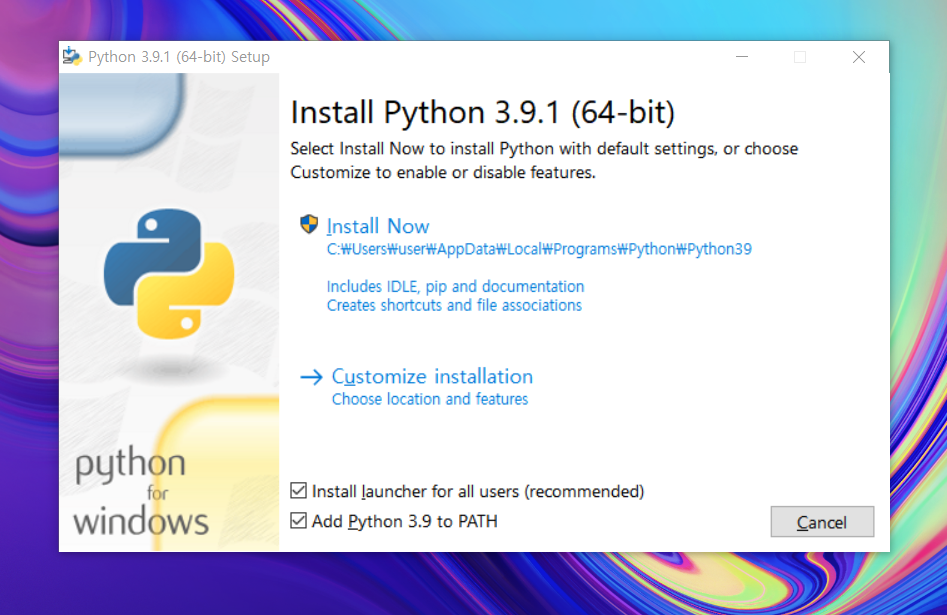 Python 3.9.1 (64-bit) Setup
Install Python 3.9.1 (64-bit)
Select Install Now to install Python with default settings, or choose
Customize to enable or disable features.
Install Now
C:₩Users₩user₩AppData₩Local₩Programs₩Python₩Python39
Includes IDLE, pip and documentation
Creates shortcuts and file associations
Customize installation
Choose location and features
python
for
windows
Install launcher for all users (recommended)
Add Python 3.9 to PATH
Cancel